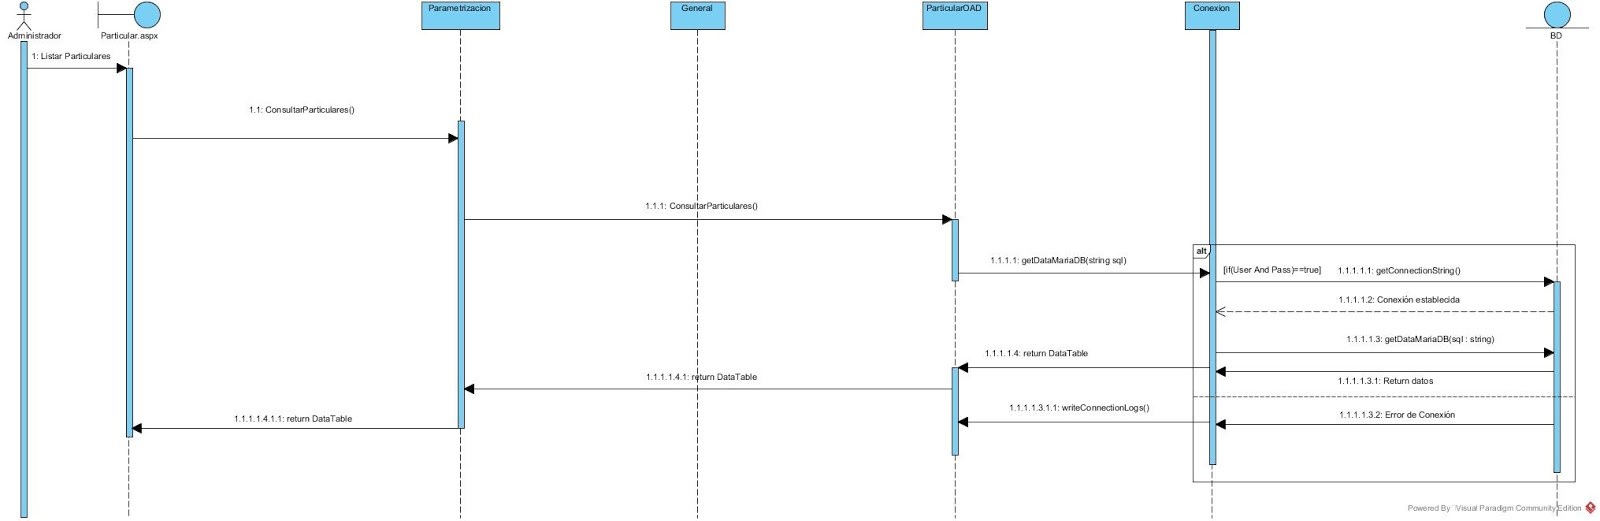 Administrador
Particular.aspx
Parametrizacion
General
ParticularOAD
Conexion
BD
1: Listar Particulares
1.1: ConsultarParticulares()
1.1.1: ConsultarParticulares()
alt
1.1.1.1: getDataMariaDB(string sql)
[if(User And Pass)==true]
1.1.1.1.1: getConnectionString()
1.1.1.1.2: Conexión establecida
1.1.1.1.3: getDataMariaDB(sql : string)
1.1.1.1.4: return DataTable
1.1.1.1.4.1: return DataTable
1.1.1.1.3.1: Return datos
1.1.1.1.3.1.1: writeConnectionLogs()
1.1.1.1.3.2: Error de Conexión
1.1.1.1.4.1.1: return DataTable
Powered By Visual Paradigm Community Edition